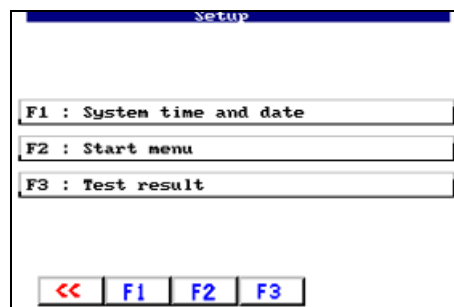 Setup
F1 : System time and date
F2 : Start menu
F3 : Test result
<< F1 F2 F3